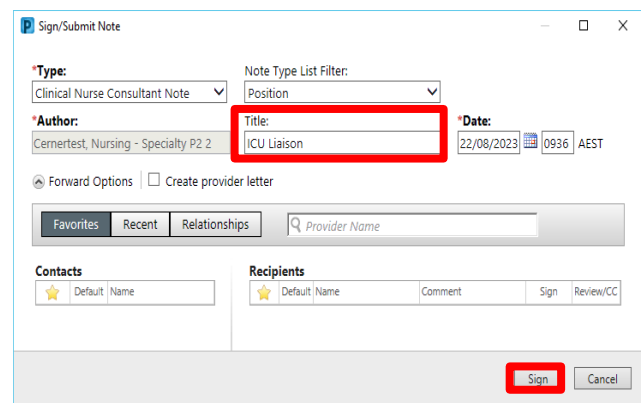 P Sign/Submit Note
*Type: Note Type List Filter:
Clinical Nurse Consultant Note Position
*Author: Title: *Date:
Cernertest, Nursing - Specialty P2 2 ICU Liaison 22/08/2023 0936 AEST
Forward Options Create provider letter
Favorites Recent Relationships Provider Name
Contacts Recipients
Default Name Default Name Comment Sign Review/CC
Sign Cancel